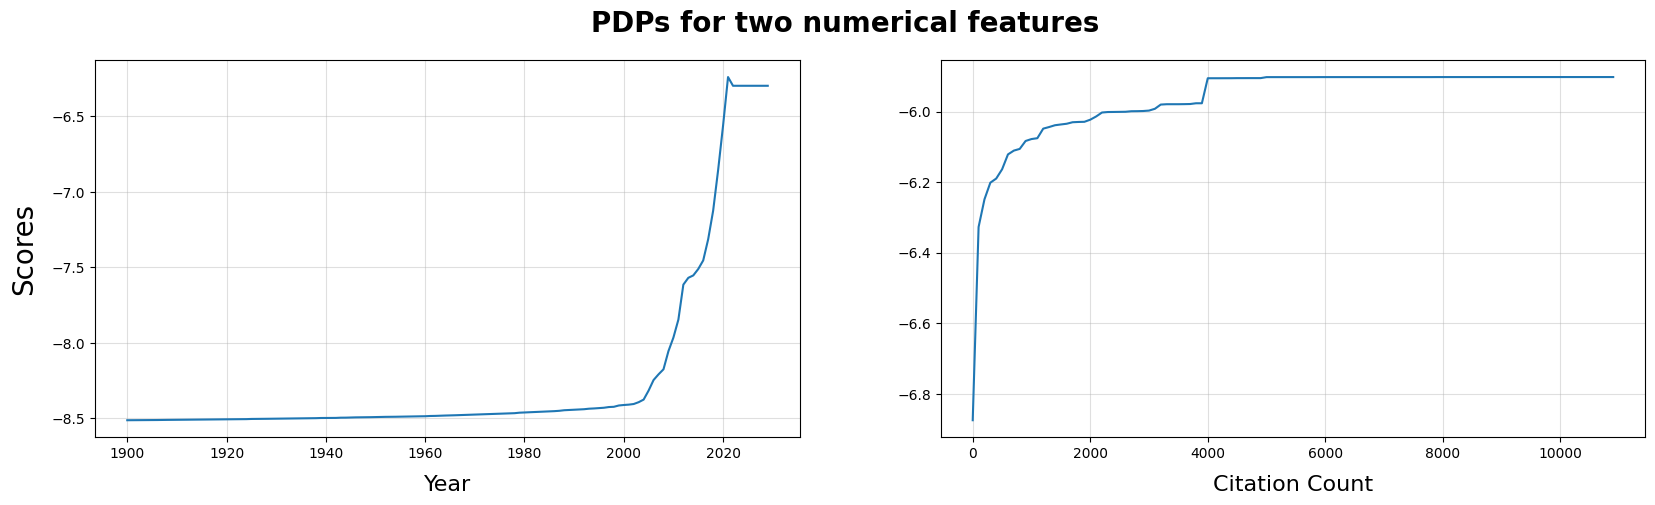 PDPs for two numerical features
Scores
−6.5
−7.0
−7.5
−8.0
−8.5
1900 1920 1940 1960 1980 2000 2020
Year
−6.0
−6.2
−6.4
−6.6
−6.8
0 2000 4000 6000 8000 10000
Citation Count